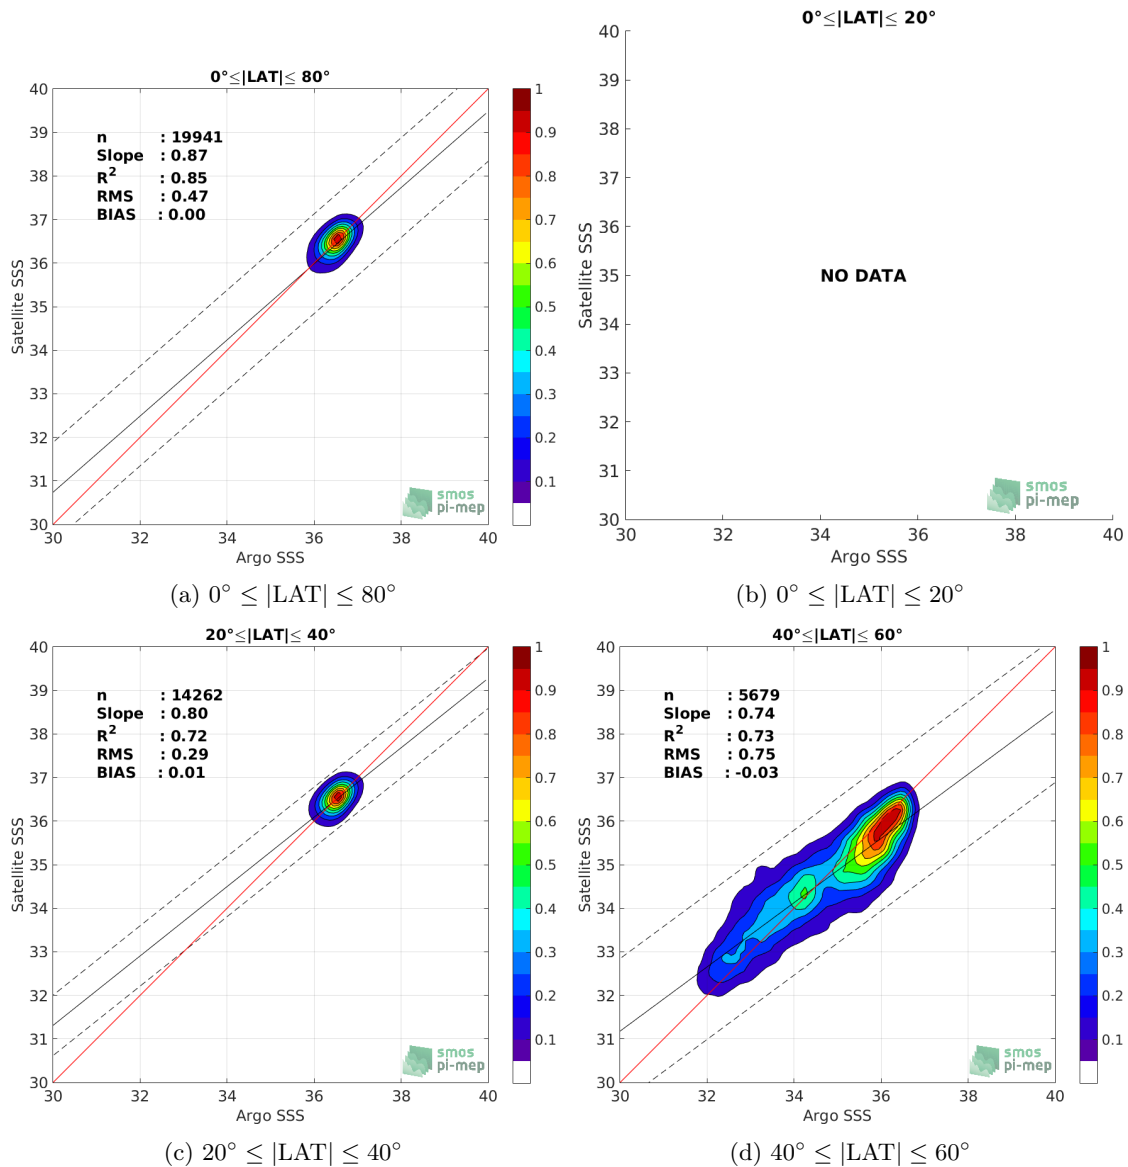 0°≤|LAT|≤ 80°
n : 19941
Slope : 0.87
R² : 0.85
RMS : 0.47
BIAS : 0.00
40
39
38
37
36
35
34
33
32
31
30
Satellite SSS
30 32 34 36 38 40
Argo SSS
1
0.9
0.8
0.7
0.6
0.5
0.4
0.3
0.2
0.1
smos
pi-mep
(a) 0° ≤ |LAT| ≤ 80°
0°≤|LAT|≤ 20°
40
39
38
37
36
35
34
33
32
31
30
Satellite SSS
NO DATA
smos
pi-mep
30 32 34 36 38 40
Argo SSS
(b) 0° ≤ |LAT| ≤ 20°
20°≤|LAT|≤ 40°
n : 14262
Slope : 0.80
R² : 0.72
RMS : 0.29
BIAS : 0.01
40
39
38
37
36
35
34
33
32
31
30
Satellite SSS
30 32 34 36 38 40
Argo SSS
1
0.9
0.8
0.7
0.6
0.5
0.4
0.3
0.2
0.1
smos
pi-mep
(c) 20° ≤ |LAT| ≤ 40°
40°≤|LAT|≤ 60°
n : 5679
Slope : 0.74
R² : 0.73
RMS : 0.75
BIAS : -0.03
40
39
38
37
36
35
34
33
32
31
30
Satellite SSS
30 32 34 36 38 40
Argo SSS
1
0.9
0.8
0.7
0.6
0.5
0.4
0.3
0.2
0.1
smos
pi-mep
(d) 40° ≤ |LAT| ≤ 60°